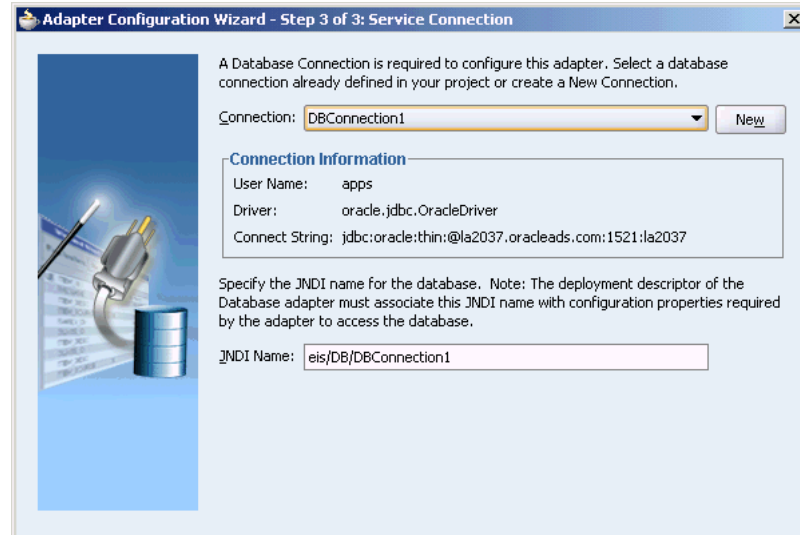 Adapter Configuration Wizard - Step 3 of 3: Service Connection
A Database Connection is required to configure this adapter. Select a database
connection already defined in your project or create a New Connection.
Connection: DBConnection1 New
Connection Information
User Name: apps
Driver: oracle.jdbc.OracleDriver
Connect String: jdbc:oracle:thin:@la2037.oracleads.com:1521:la2037
Specify the JNDI name for the database. Note: The deployment descriptor of the
Database adapter must associate this JNDI name with configuration properties required
by the adapter to access the database.
JNDI Name: eis/DB/DBConnection1